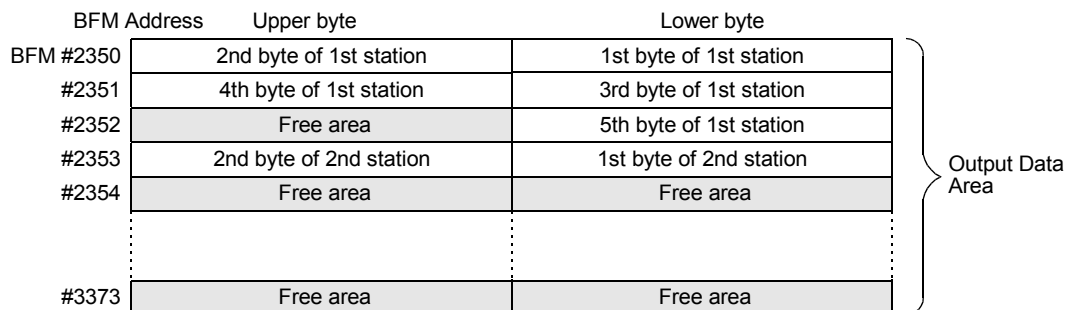 BFM Address Upper byte Lower byte
BFM #2350 2nd byte of 1st station 1st byte of 1st station
#2351 4th byte of 1st station 3rd byte of 1st station
#2352 Free area 5th byte of 1st station
#2353 2nd byte of 2nd station 1st byte of 2nd station
#2354 Free area Free area
Output Data
Area
#3373 Free area Free area